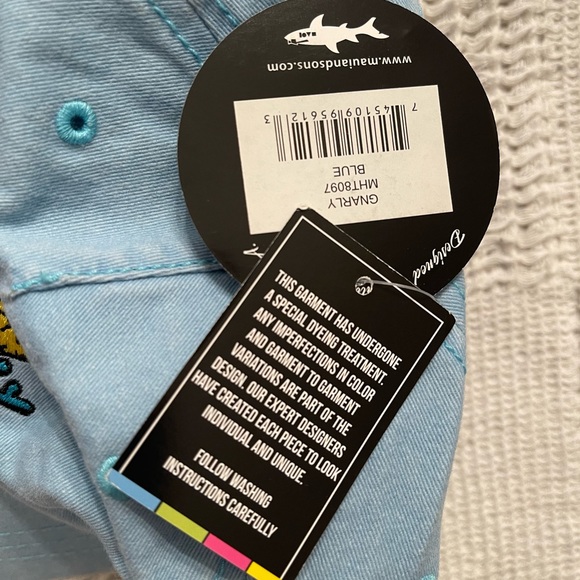 love
www.mauiandsons.com
GNARLY
MHT8097
BLUE
7 45109 95612 3
Designed
THIS GARMENT HAS UNDERGONE
A SPECIAL DYEING TREATMENT.
ANY IMPERFECTIONS IN COLOR
AND GARMENT TO GARMENT
VARIATIONS ARE PART OF THE
DESIGN. OUR EXPERT DESIGNERS
HAVE CREATED EACH PIECE TO LOOK
INDIVIDUAL AND UNIQUE.
FOLLOW WASHING
INSTRUCTIONS CAREFULLY